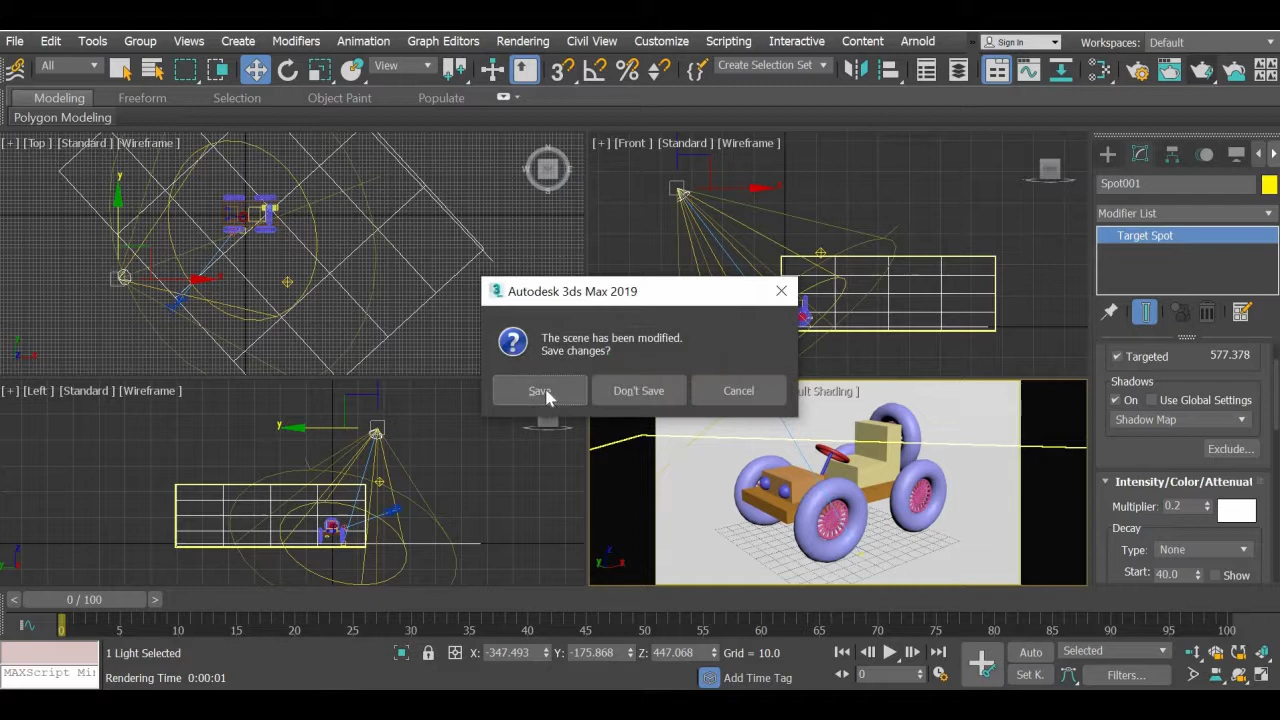 File Edit Tools Group Views Create Modifiers Animation Graph Editors Rendering Civil View Customize Scripting Interactive Content Arnold Sign In Workspaces: Default
All View Create Selection Set
Modeling Freeform Selection Object Paint Populate
Polygon Modeling
[+] [Top] [Standard] [Wireframe]
[+] [Front] [Standard] [Wireframe]
Spot001
Modifier List
Target Spot
Autodesk 3ds Max 2019
The scene has been modified.
Save changes?
Save Don't Save Cancel
Targeted 577.378
Shadows
On Use Global Settings
Shadow Map
Exclude...
[+] [Left] [Standard] [Wireframe]
Shading ]
Intensity/Color/Attenuat
Multiplier: 0.2
Decay
Type: None
Start: 40.0 Show
0 / 100
0 5 10 15 20 25 30 35 40 45 50 55 60 65 70 75 80 85 90 95 100
1 Light Selected X: -347.493 Y: -175.868 Z: 447.068 Grid = 10.0 Auto Selected
MAXScript Mi
Rendering Time 0:00:01 Add Time Tag 0 Set K. Filters...